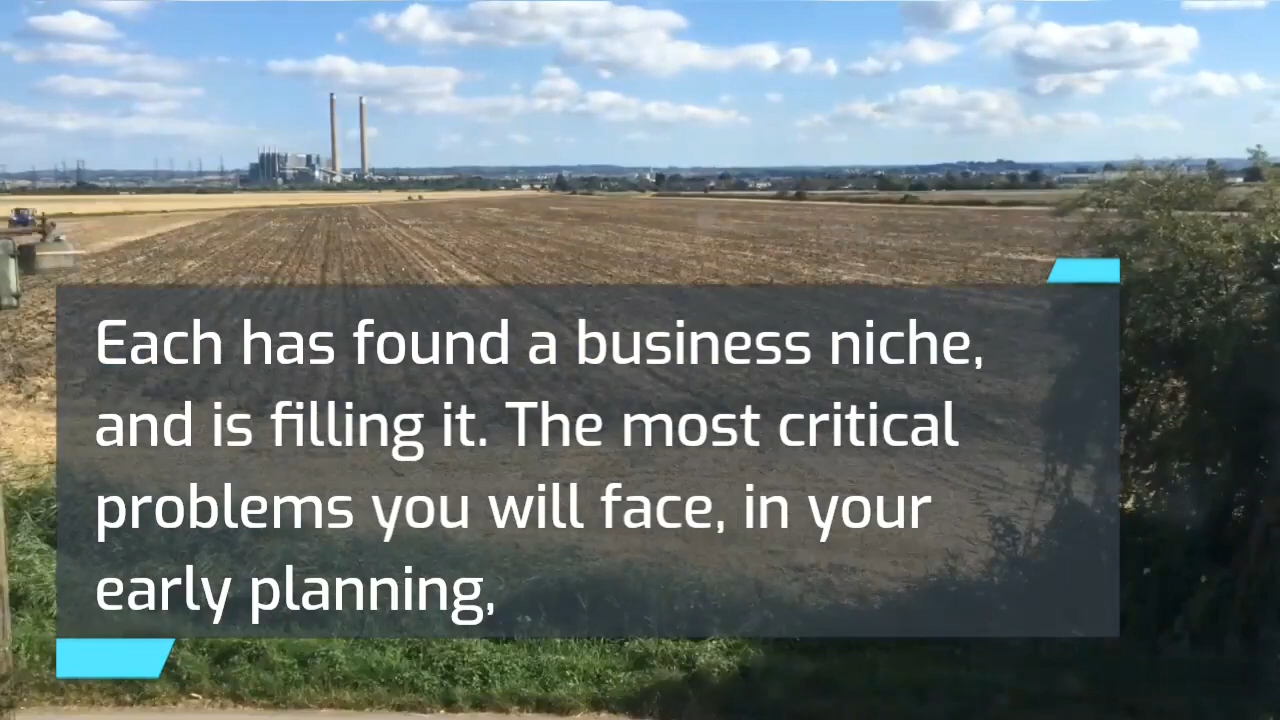 Each has found a business niche,
and is filling it. The most critical
problems you will face, in your
early planning,